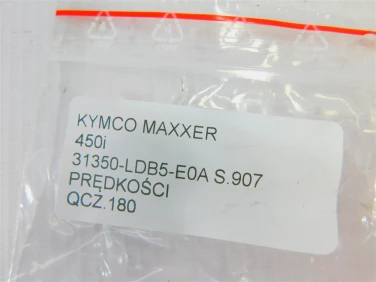 KYMCO MAXXER
450i
31350-LDB5-E0A S.907
PRĘDKOŚCI
QCZ.180